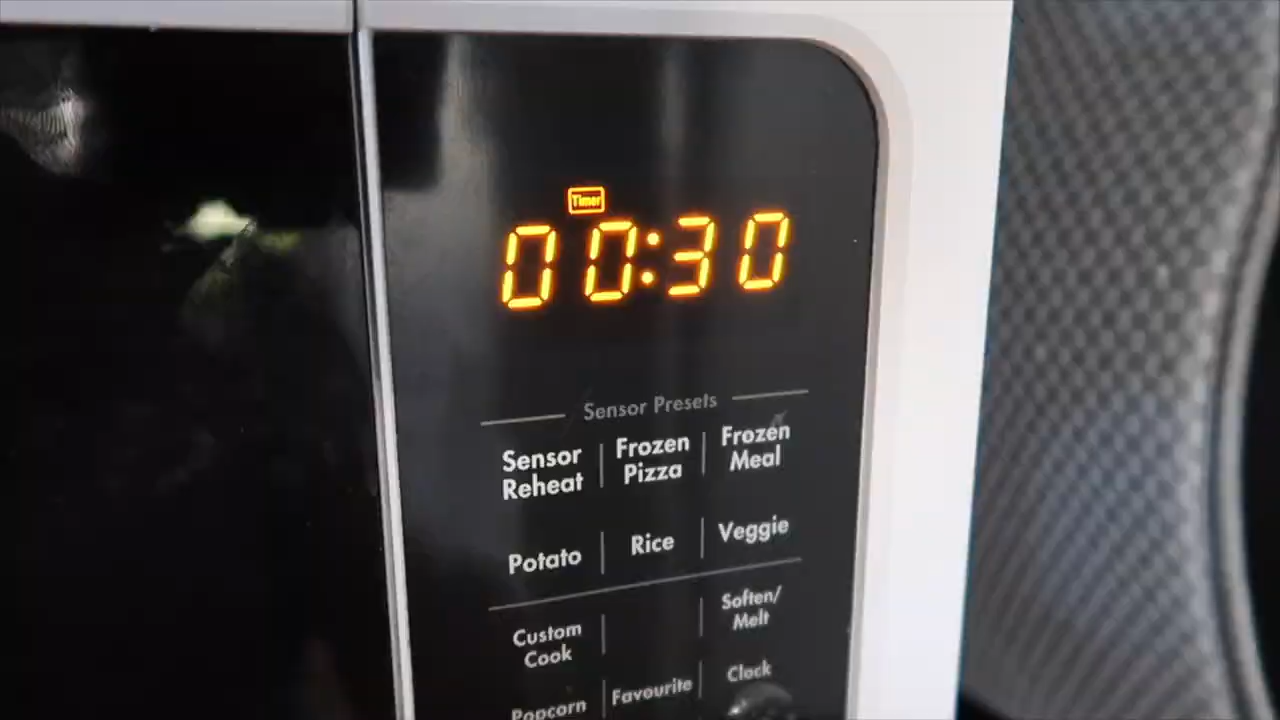 Timer
00:30
Sensor Presets
Sensor Reheat
Frozen Pizza
Frozen Meal
Potato
Rice
Veggie
Custom Cook
Soften/ Melt
Popcorn
Favourite
Clock